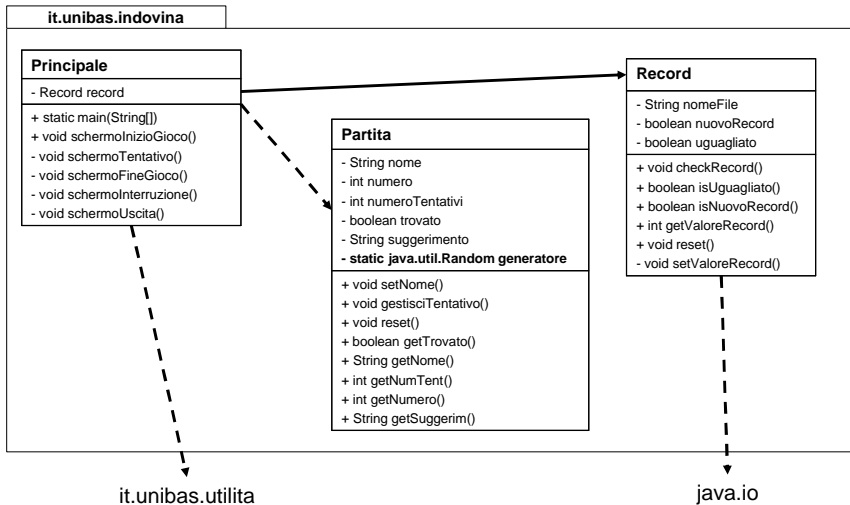 it.unibas.indovina
Principale
- Record record
+ static main(String[])
+ void schermoInizioGioco()
- void schermoTentativo()
- void schermoFineGioco()
- void schermoInterruzione()
- void schermoUscita()
Partita
- String nome
- int numero
- int numeroTentativi
- boolean trovato
- String suggerimento
- static java.util.Random generatore
+ void setNome()
+ void gestisciTentativo()
+ void reset()
+ boolean getTrovato()
+ String getNome()
+ int getNumTent()
+ int getNumero()
+ String getSuggerim()
Record
- String nomeFile
- boolean nuovoRecord
- boolean uguagliato
+ void checkRecord()
+ boolean isUguagliato()
+ boolean isNuovoRecord()
+ int getValoreRecord()
+ void reset()
- void setValoreRecord()
it.unibas.utilita
java.io